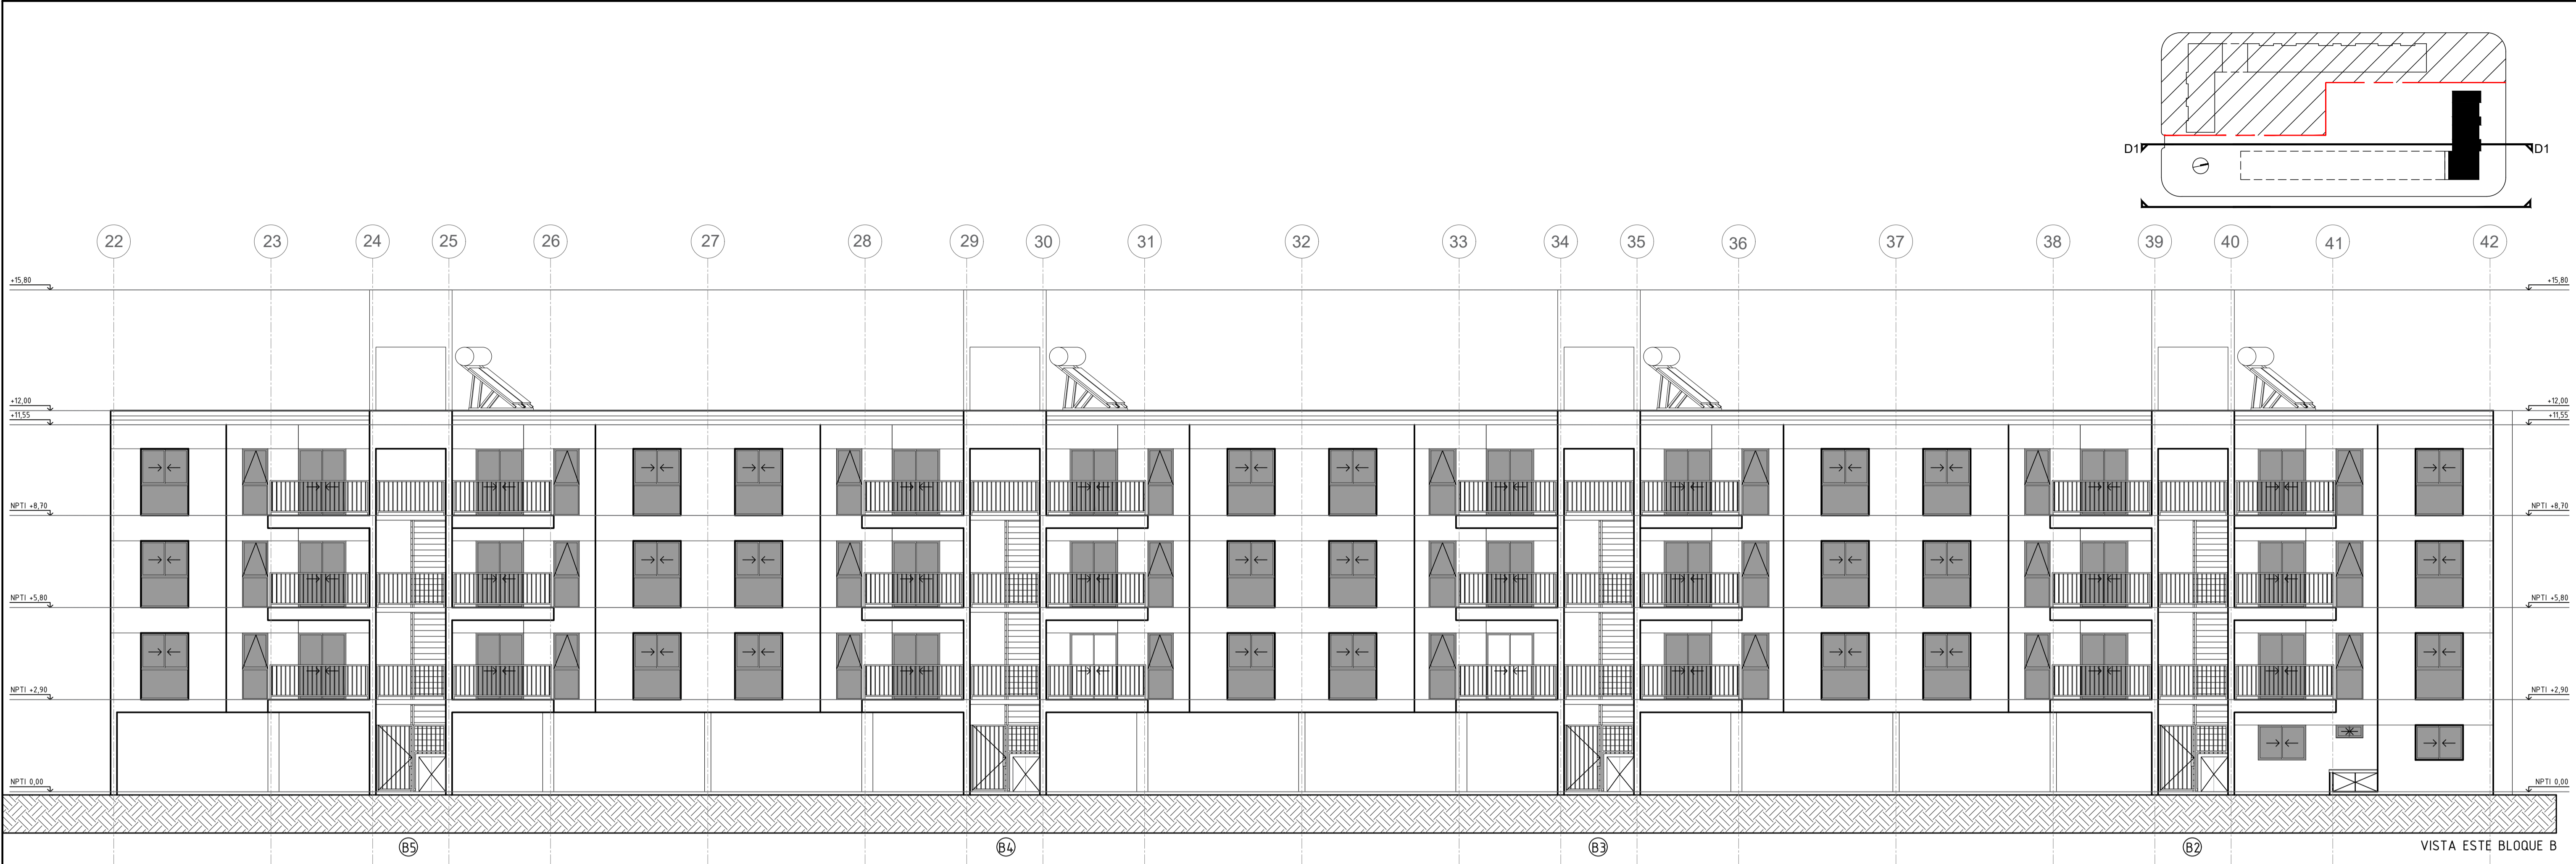 D1 D1
22 23 24 25 26 27 28 29 30 31 32 33 34 35 36 37 38 39 40 41 42
+15,80 +15,80
+12,00 +12,00
+11,55 +11,55
NPTI +8,70 NPTI +8,70
NPTI +5,80 NPTI +5,80
NPTI +2,90 NPTI +2,90
NPTI 0,00 NPTI 0,00
B5 B4 B3 B2
VISTA ESTE BLOQUE B